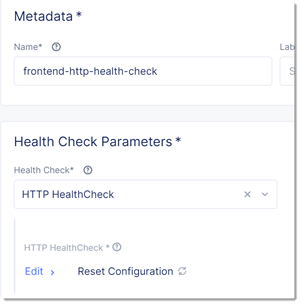 Metadata *
Name*
Lab
frontend-http-health-check
S
Health Check Parameters *
Health Check*
HTTP HealthCheck
HTTP HealthCheck *
Edit
Reset Configuration